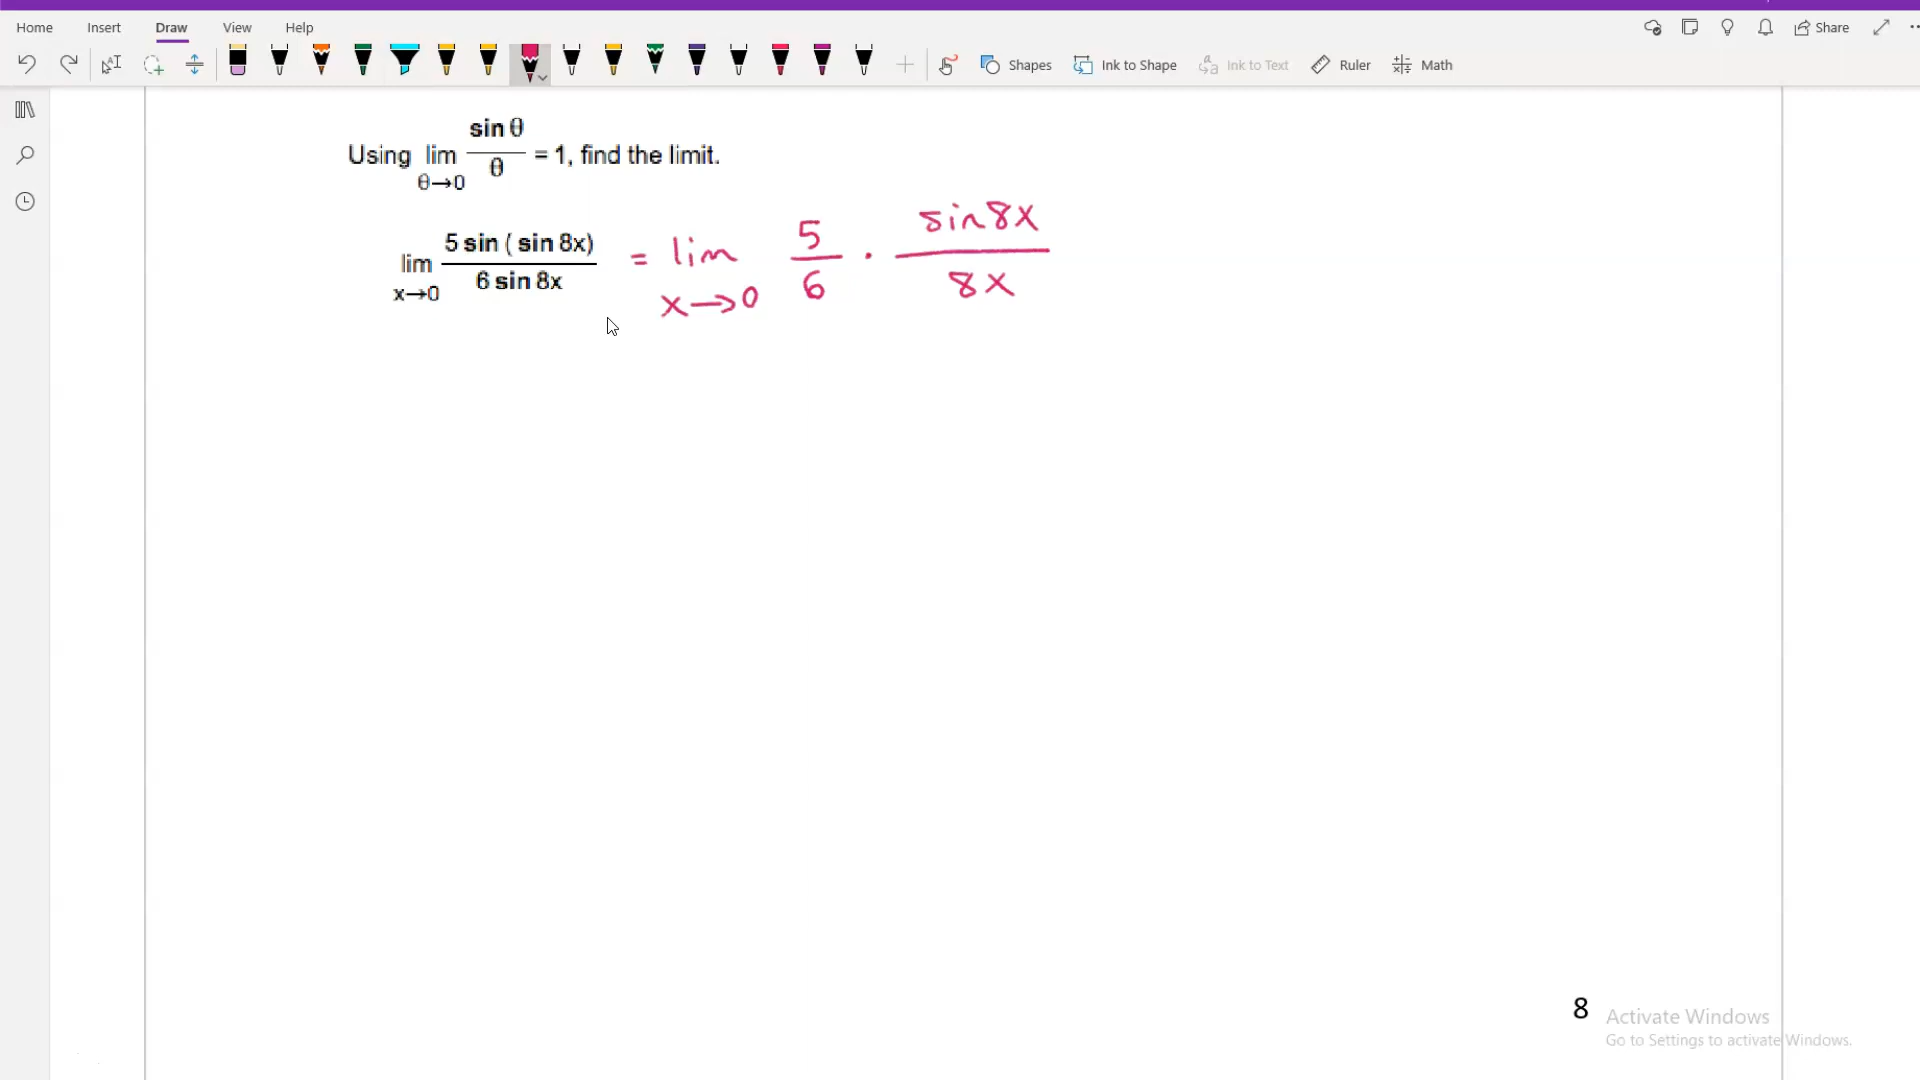 Home Insert Draw View Help Share
Shapes Ink to Shape Ink to Text Ruler Math
Using lim θ→0 sin θ / θ = 1, find the limit.
lim x→0 5 sin ( sin 8x) / 6 sin 8x = lim x→0 5/6 · sin8x / 8x
8
Activate Windows
Go to Settings to activate Windows.